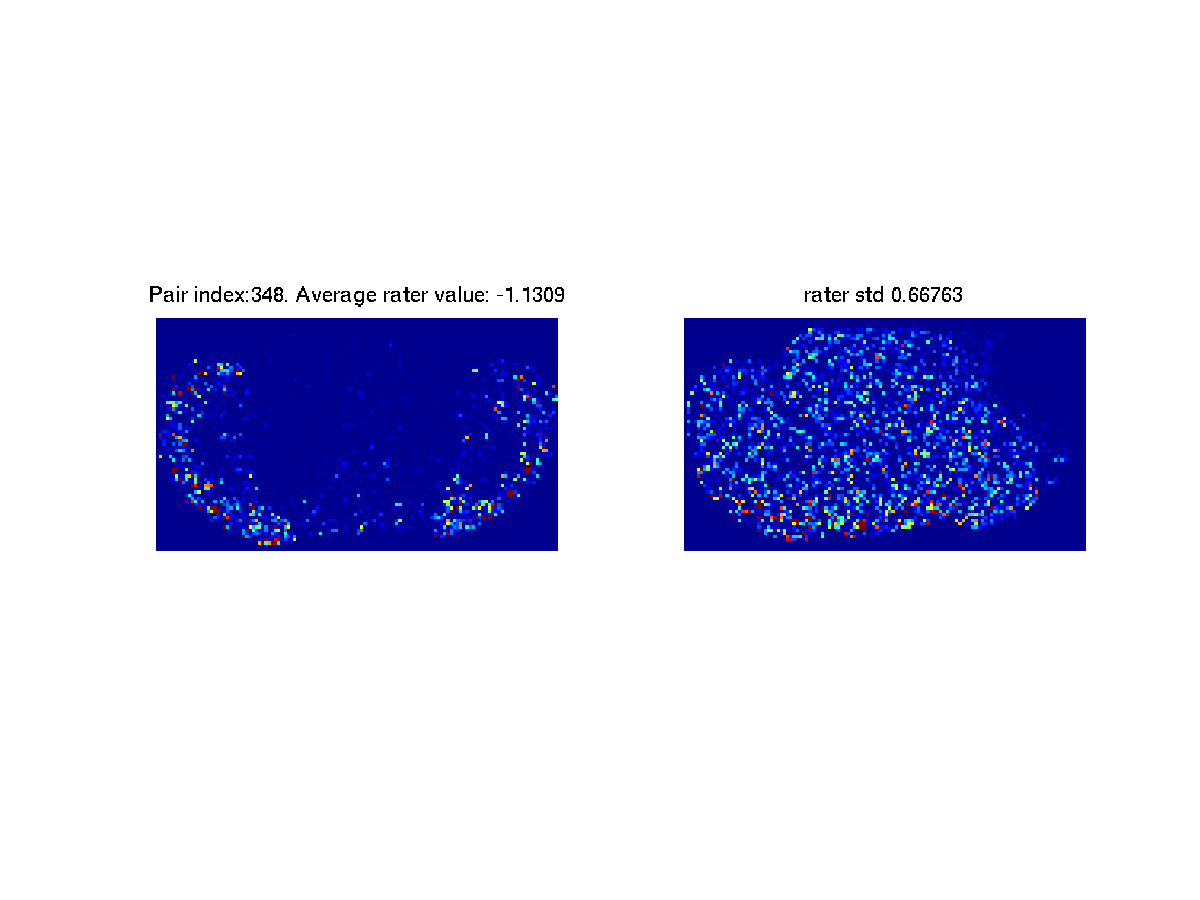 Pair index:348. Average rater value: -1.1309
rater std 0.66763